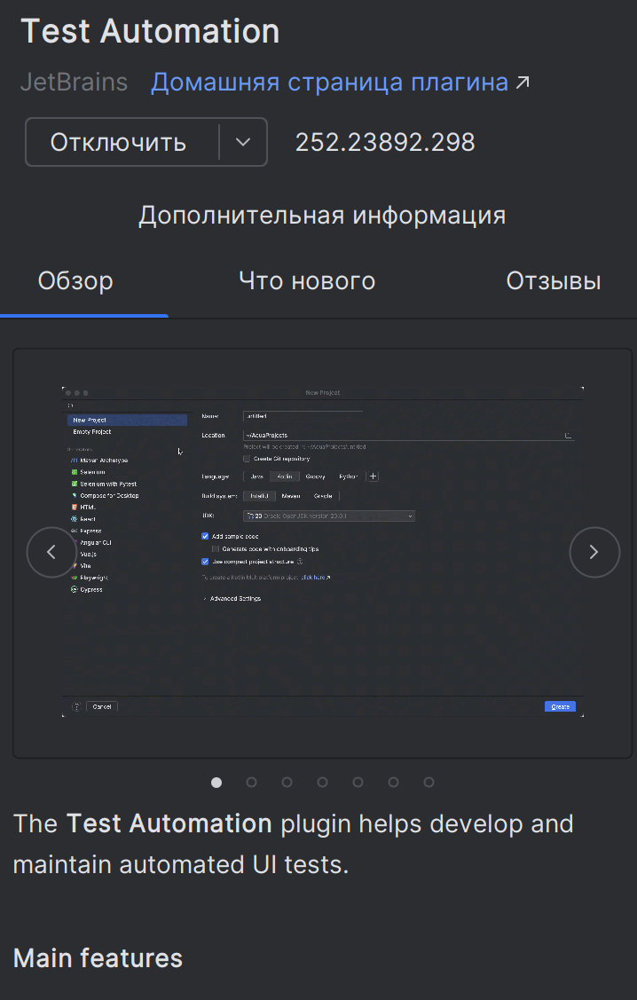 Test Automation
JetBrains Домашняя страница плагина ↗
Отключить 252.23892.298
Дополнительная информация
Обзор Что нового Отзывы
New Project
New Project
Empty Project
Generators
Maven Archetype
Selenium
Selenium with Pytest
Compose for Desktop
HTML
React
Express
Angular CLI
Vue.js
Vite
Playwright
Cypress
Name: untitled
Location: ~/AquaProjects
Project will be created in: ~/AquaProjects/untitled
Create Git repository
Language: Java Kotlin Groovy Python +
Build system: IntelliJ Maven Gradle
JDK: 20 Oracle OpenJDK version 20.0.1
Add sample code
Generate code with onboarding tips
Use compact project structure
To create a Kotlin Multiplatform project, click here ↗
Advanced Settings
? Cancel Create
The Test Automation plugin helps develop and
maintain automated UI tests.
Main features